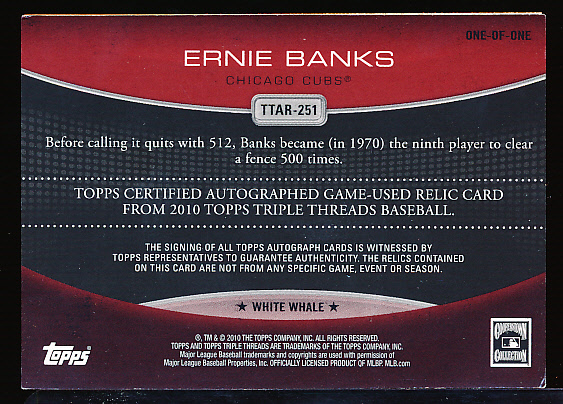 ONE-OF-ONE
ERNIE BANKS
CHICAGO CUBS®
TTAR-251
Before calling it quits with 512, Banks became (in 1970) the ninth player to clear
a fence 500 times.
TOPPS CERTIFIED AUTOGRAPHED GAME-USED RELIC CARD
FROM 2010 TOPPS TRIPLE THREADS BASEBALL.
THE SIGNING OF ALL TOPPS AUTOGRAPH CARDS IS WITNESSED BY
TOPPS REPRESENTATIVES TO GUARANTEE AUTHENTICITY. THE RELICS CONTAINED
ON THIS CARD ARE NOT FROM ANY SPECIFIC GAME, EVENT OR SEASON.
★ WHITE WHALE ★
®, TM & © 2010 THE TOPPS COMPANY, INC. ALL RIGHTS RESERVED.
TOPPS AND TOPPS TRIPLE THREADS ARE TRADEMARKS OF THE TOPPS COMPANY, INC.
Major League Baseball trademarks and copyrights are used with permission of
Major League Baseball Properties, Inc. OFFICIALLY LICENSED PRODUCT OF MLBP. MLB.com
topps
COOPERSTOWN
COLLECTION